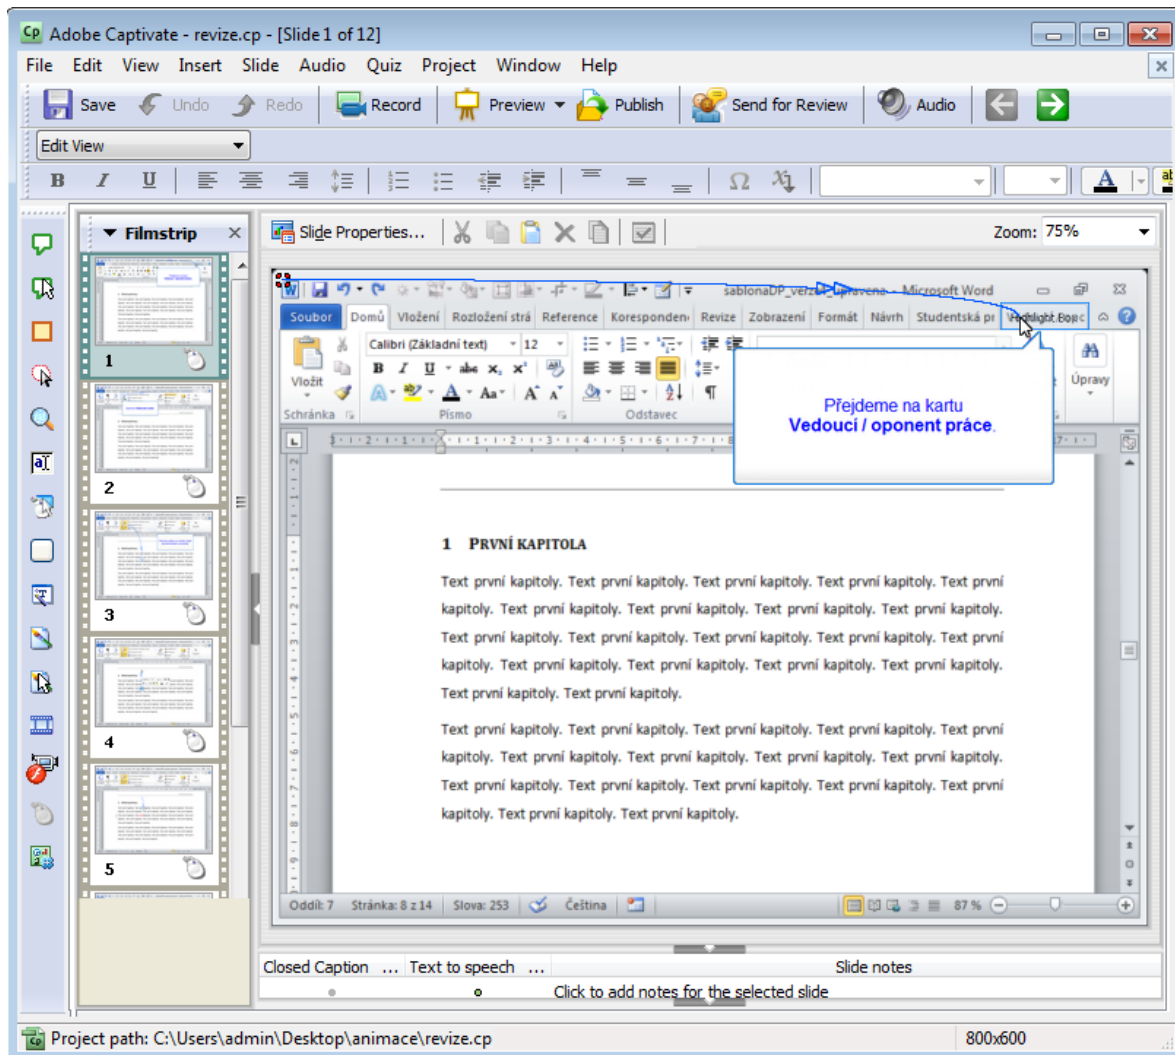 Adobe Captivate - revize.cp - [Slide 1 of 12]
File Edit View Insert Slide Audio Quiz Project Window Help
Save Undo Redo Record Preview Publish Send for Review Audio
Edit View
B I U Ω
Filmstrip
Slide Properties... Zoom: 75%
1
2
3
4
5
Microsoft Word
Soubor Domů Vložení Rozložení strá Reference Koresponden Revize Zobrazení Formát Návrh Studentská pr
Calibri (Základní text) 12
Vložit
B I U abc x₂ x² Aa A A ¶
Úpravy
Schránka Písmo Odstavec
Přejdeme na kartu
Vedoucí / oponent práce.
1 PRVNÍ KAPITOLA
Text první kapitoly. Text první kapitoly. Text první kapitoly. Text první kapitoly. Text první
kapitoly. Text první kapitoly. Text první kapitoly. Text první kapitoly. Text první kapitoly.
Text první kapitoly. Text první kapitoly. Text první kapitoly. Text první kapitoly. Text první
kapitoly. Text první kapitoly. Text první kapitoly. Text první kapitoly. Text první kapitoly.
Text první kapitoly. Text první kapitoly.
Text první kapitoly. Text první kapitoly. Text první kapitoly. Text první kapitoly. Text první
kapitoly. Text první kapitoly. Text první kapitoly. Text první kapitoly. Text první kapitoly.
Text první kapitoly. Text první kapitoly. Text první kapitoly. Text první kapitoly. Text první
kapitoly. Text první kapitoly. Text první kapitoly.
Oddíl: 7 Stránka: 8 z 14 Slova: 253 Čeština 87 %
Closed Caption ... Text to speech ... Slide notes
Click to add notes for the selected slide
Project path: C:\Users\admin\Desktop\animace\revize.cp 800x600